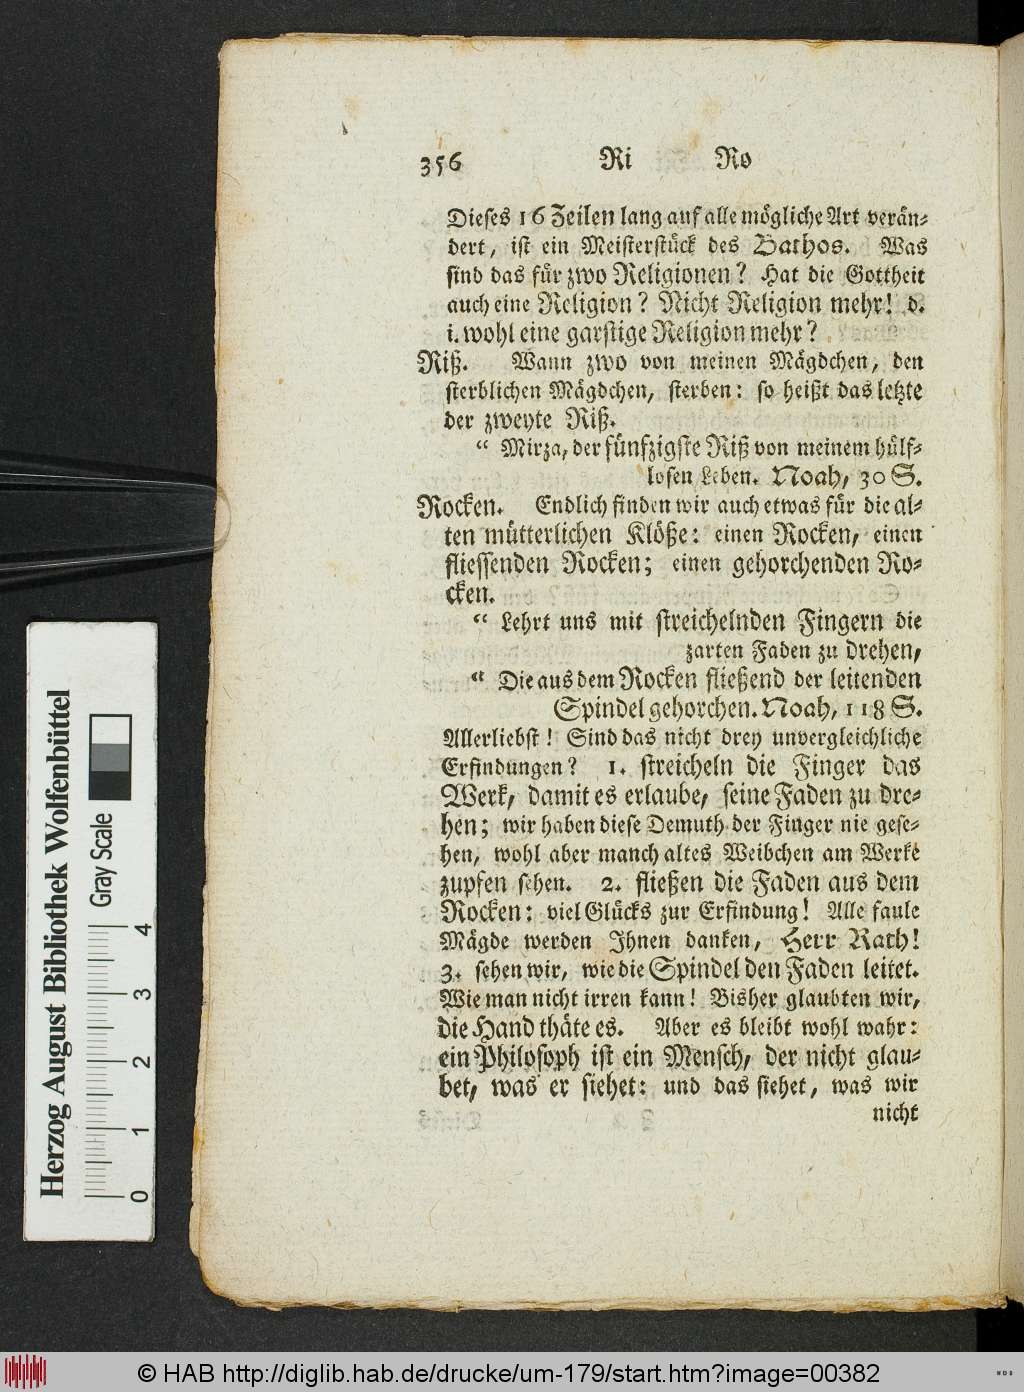 356 Ri Ro
Dieses 16 Zeilen lang auf alle mögliche Art verän-
dert, ist ein Meisterstück des Bathos. Was
sind das für zwo Religionen? Hat die Gottheit
auch eine Religion? Nicht Religion mehr! d.
i. wohl eine garstige Religion mehr?
Riß. Wann zwo von meinen Mägdchen, den
sterblichen Mägdchen, sterben: so heißt das letzte
der zweyte Riß.
“ Mirza, der fünfzigste Riß von meinem hülf-
losen Leben. Noah, 30 S.
Rocken. Endlich finden wir auch etwas für die al-
ten mütterlichen Klöße: einen Rocken, einen
fliessenden Rocken; einen gehorchenden Ro-
cken.
“ Lehrt uns mit streichelnden Fingern die
zarten Faden zu drehen,
“ Die aus dem Rocken fließend der leitenden
Spindel gehorchen. Noah, 118 S.
Allerliebst! Sind das nicht drey unvergleichliche
Erfindungen? 1. streicheln die Finger das
Werk, damit es erlaube, seine Faden zu dre-
hen; wir haben diese Demuth der Finger nie gese-
hen, wohl aber manch altes Weibchen am Werke
zupfen sehen. 2. fließen die Faden aus dem
Rocken: viel Glücks zur Erfindung! Alle faule
Mägde werden Ihnen danken, Herr Rath!
3. sehen wir, wie die Spindel den Faden leitet.
Wie man nicht irren kann! Bisher glaubten wir,
die Hand thäte es. Aber es bleibt wohl wahr:
ein Philosoph ist ein Mensch, der nicht glau-
bet, was er siehet: und das siehet, was wir
nicht
Herzog August Bibliothek Wolfenbüttel
Gray Scale
0 1 2 3 4
© HAB http://diglib.hab.de/drucke/um-179/start.htm?image=00382